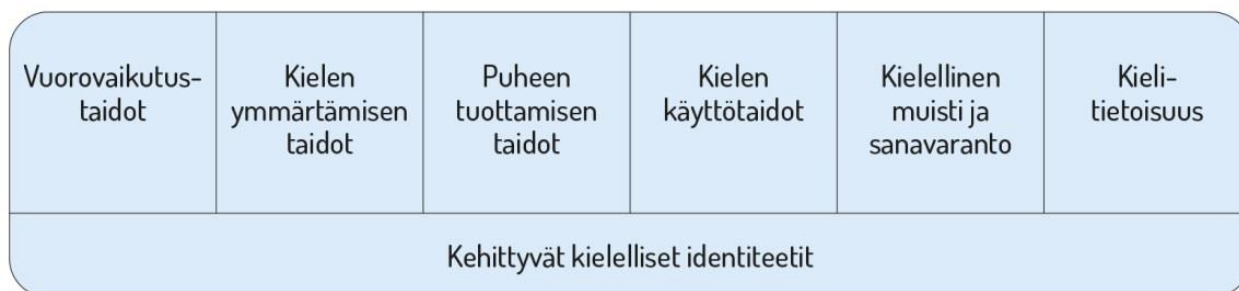 Vuorovaikutus-
taidot
Kielen
ymmärtämisen
taidot
Puheen
tuottamisen
taidot
Kielen
käyttötaidot
Kielellinen
muisti ja
sanavaranto
Kieli-
tietoisuus
Kehittyvät kielelliset identiteetit